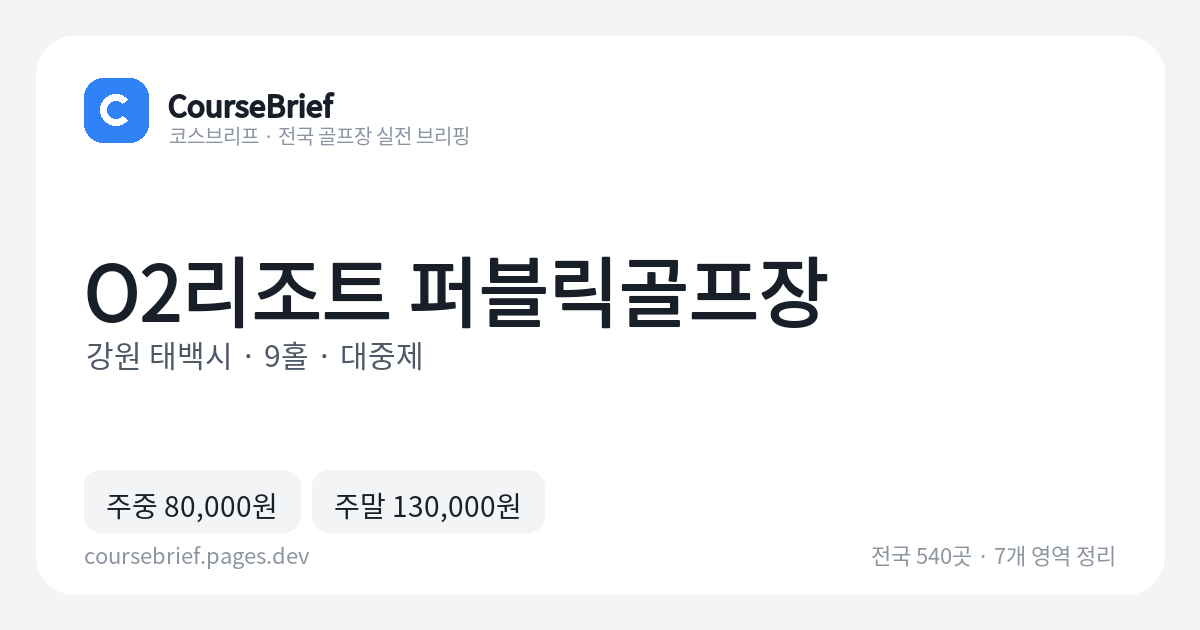 C
CourseBrief
코스브리프 · 전국 골프장 실전 브리핑
O2리조트 퍼블릭골프장
강원 태백시 · 9홀 · 대중제
주중 80,000원 주말 130,000원
coursebrief.pages.dev 전국 540곳 · 7개 영역 정리